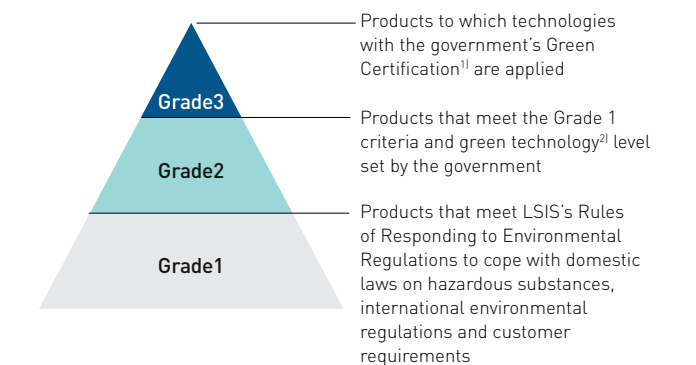 Products to which technologies
with the government's Green
Certification1) are applied
Grade3
Products that meet the Grade 1
criteria and green technology2) level
set by the government
Grade2
Products that meet LSIS's Rules
of Responding to Environmental
Regulations to cope with domestic
laws on hazardous substances,
international environmental
regulations and customer
requirements
Grade1